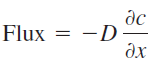 Flux = −D ∂c/∂x